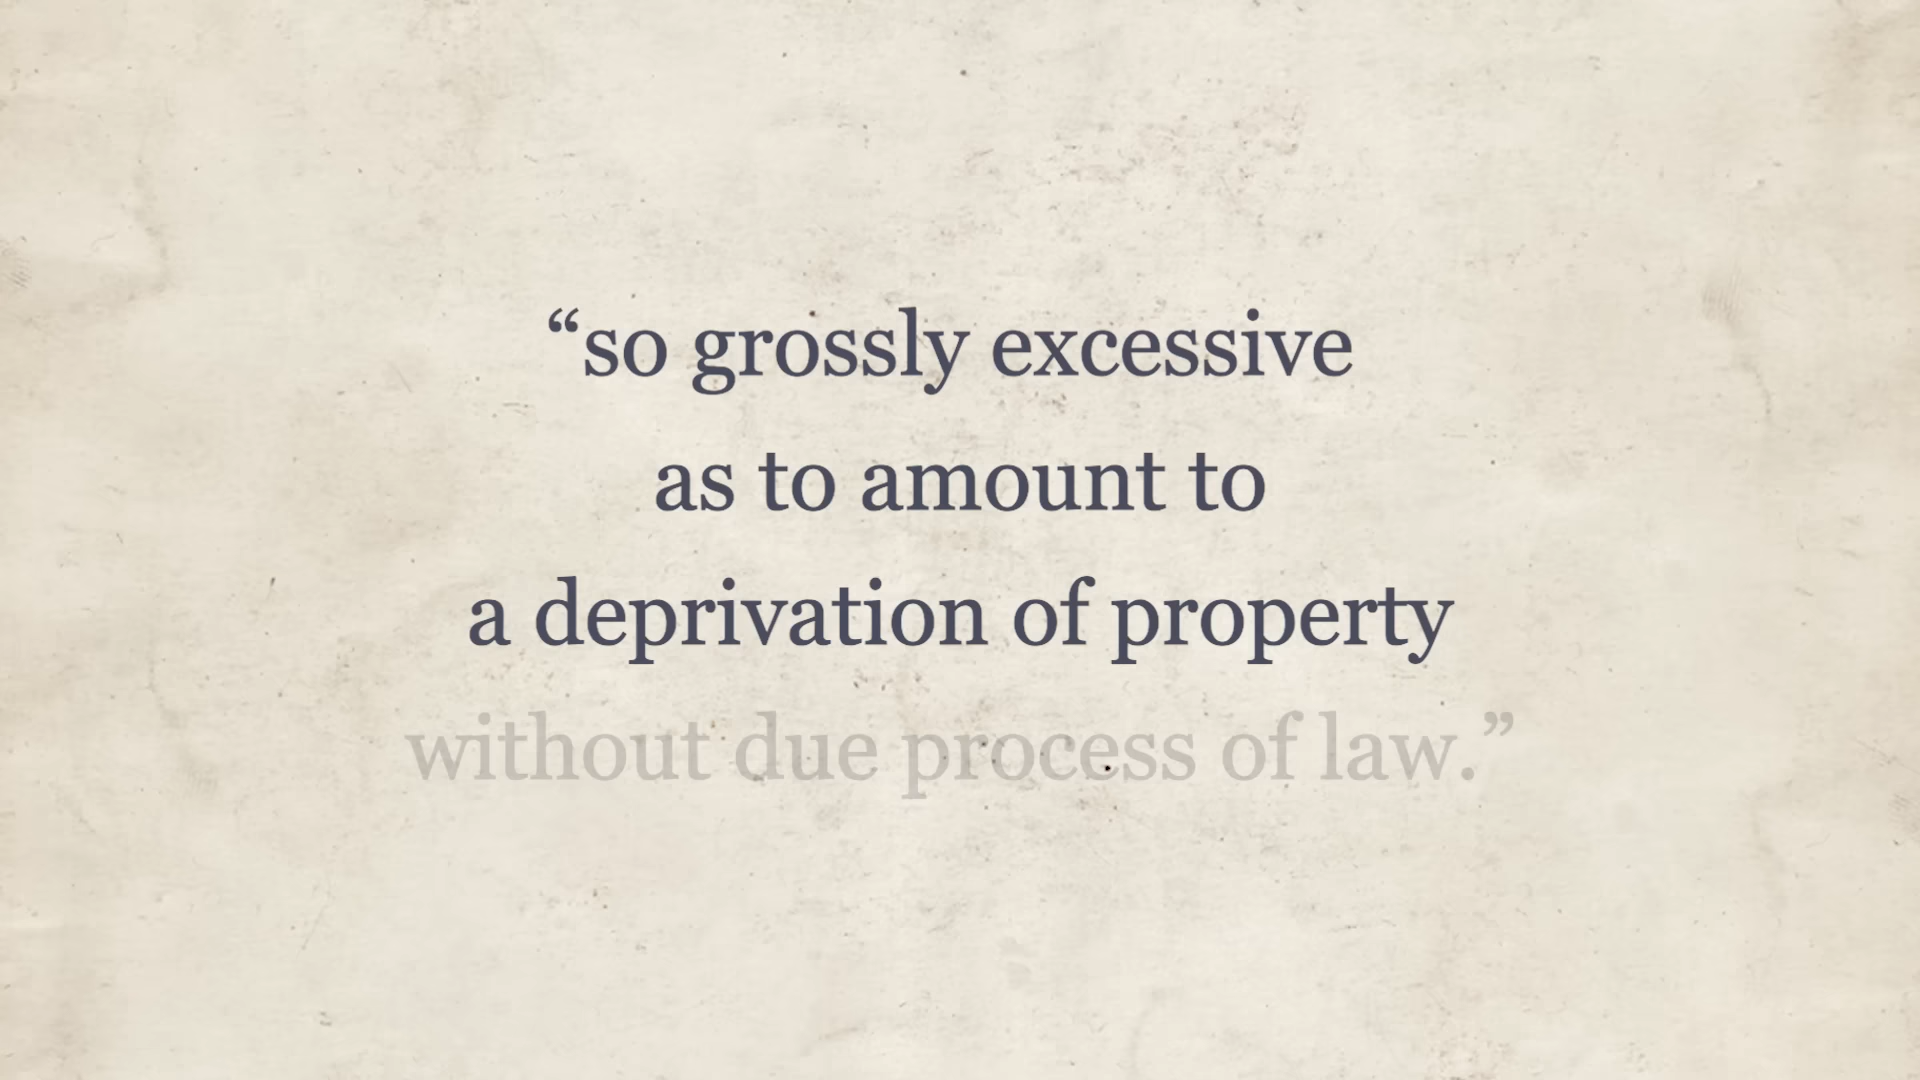 “so grossly excessive
as to amount to
a deprivation of property
without due process of law.”